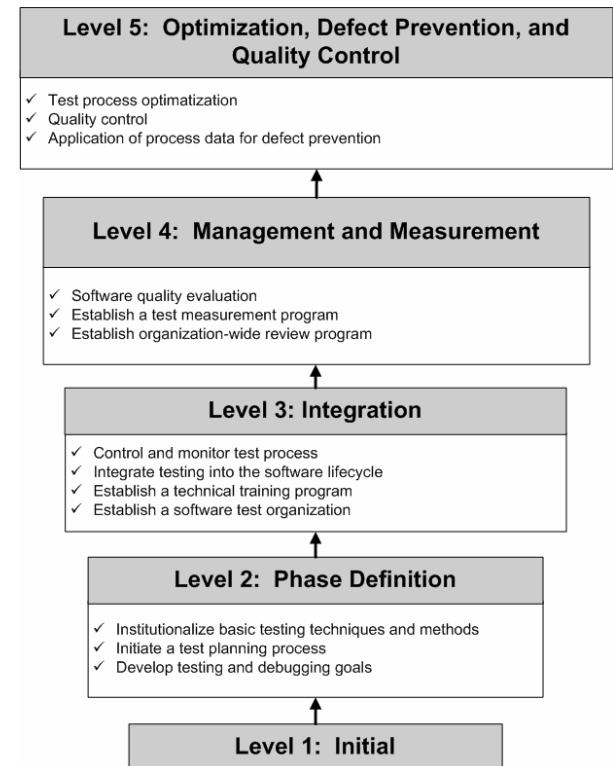 Level 5:  Optimization, Defect Prevention, and
Quality Control
✓ Test process optimatization
✓ Quality control
✓ Application of process data for defect prevention
Level 4:  Management and Measurement
✓ Software quality evaluation
✓ Establish a test measurement program
✓ Establish organization-wide review program
Level 3: Integration
✓ Control and monitor test process
✓ Integrate testing into the software lifecycle
✓ Establish a technical training program
✓ Establish a software test organization
Level 2:  Phase Definition
✓ Institutionalize basic testing techniques and methods
✓ Initiate a test planning process
✓ Develop testing and debugging goals
Level 1:  Initial